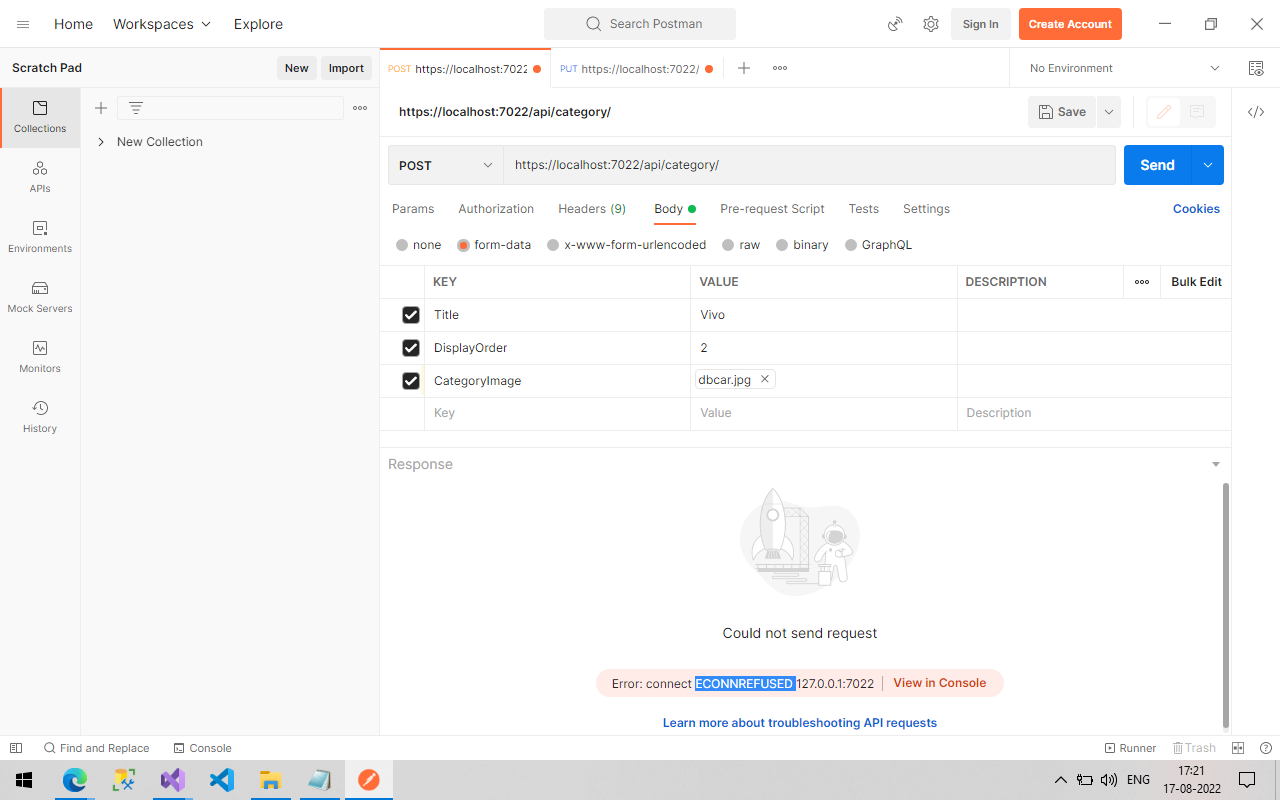 Home Workspaces Explore Search Postman Sign In Create Account
Scratch Pad New Import POST https://localhost:7022 PUT https://localhost:7022/ No Environment
Collections
New Collection
APIs
Environments
Mock Servers
Monitors
History
https://localhost:7022/api/category/ Save
POST https://localhost:7022/api/category/ Send
Params Authorization Headers (9) Body Pre-request Script Tests Settings Cookies
none form-data x-www-form-urlencoded raw binary GraphQL
KEY VALUE DESCRIPTION Bulk Edit
Title Vivo
DisplayOrder 2
CategoryImage dbcar.jpg
Key Value Description
Response
Could not send request
Error: connect ECONNREFUSED 127.0.0.1:7022 View in Console
Learn more about troubleshooting API requests
Find and Replace Console Runner Trash
ENG 17:21
17-08-2022